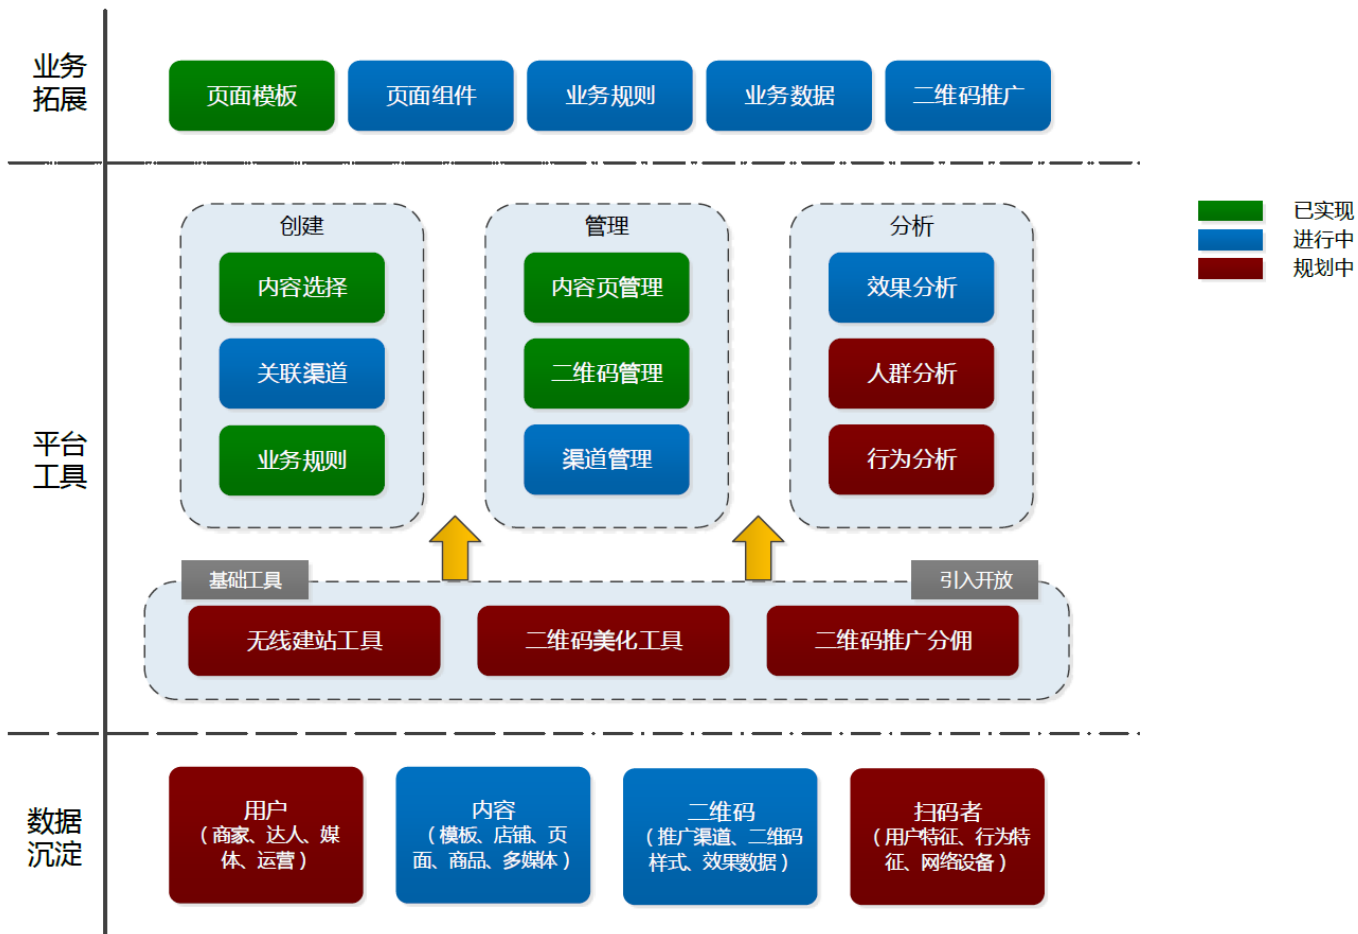 业务
拓展
页面模板
页面组件
业务规则
业务数据
二维码推广
创建
管理
分析
已实现
进行中
规划中
内容选择
内容页管理
效果分析
关联渠道
二维码管理
人群分析
业务规则
渠道管理
行为分析
平台
工具
基础工具
引入开放
无线建站工具
二维码美化工具
二维码推广分佣
数据
沉淀
用户
（商家、达人、媒
体、运营）
内容
（模板、店铺、页
面、商品、多媒体）
二维码
（推广渠道、二维码
样式、效果数据）
扫码者
（用户特征、行为特
征、网络设备）